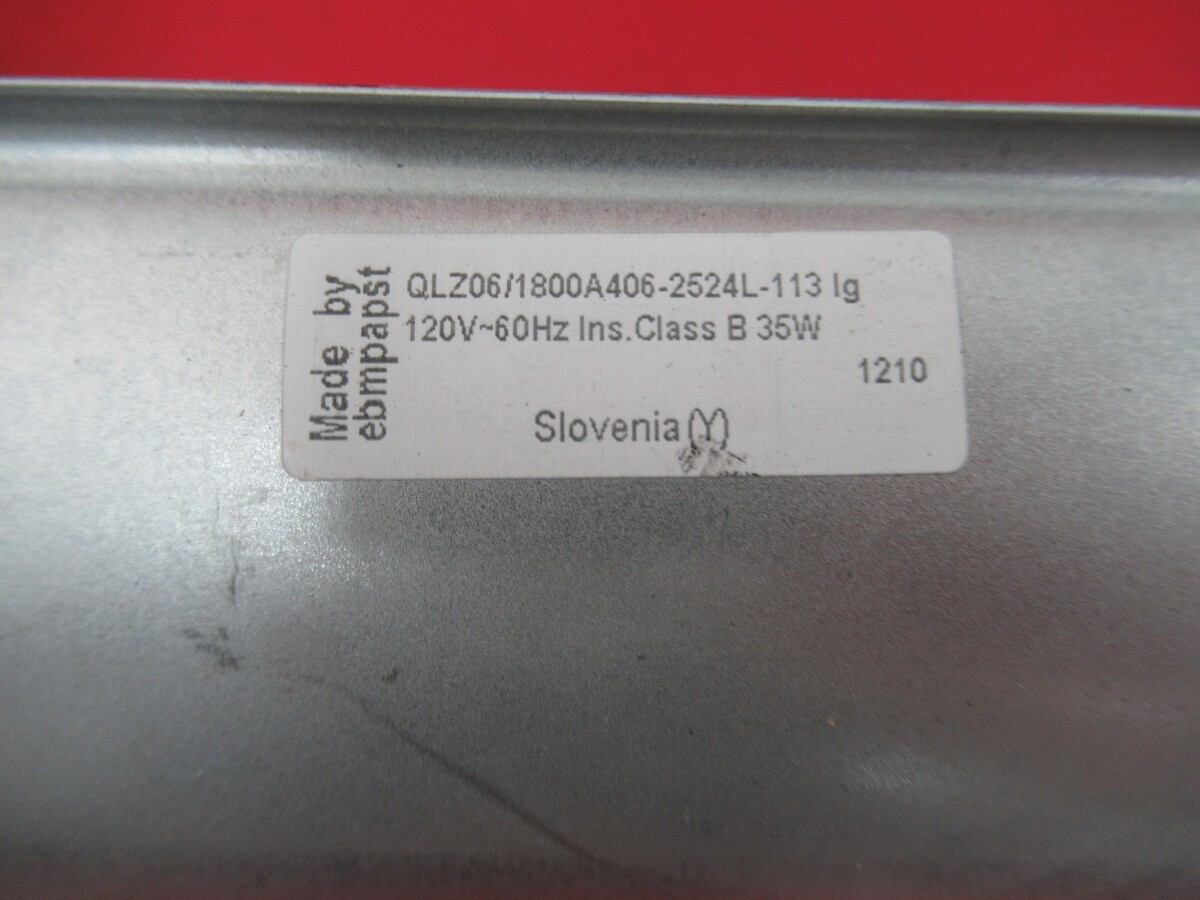 Made by
ebmpapst
QLZ06/1800A406-2524L-113 lg
120V~60Hz Ins.Class B 35W
1210
Slovenia(Y)